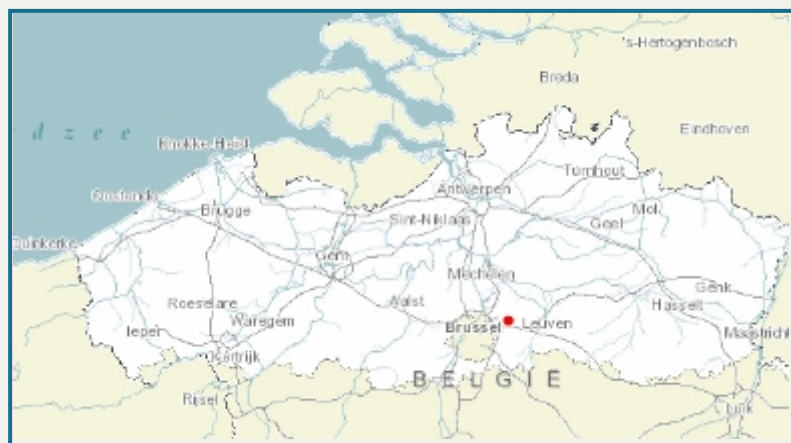 's-Hertogenbosch
Breda
dzee
Eindhoven
Knokke-Heist
Turnhout
Antwerpen
Oostende
Brugge
Mol
Sint-Niklaas
Geel
Duinkerke
Gent
Mechelen
Genk
Roeselare
Aalst
Hasselt
Waregem
Ieper
Brussel
Leuven
Maastricht
Kortrijk
BELGIË
Rijsel
Luik